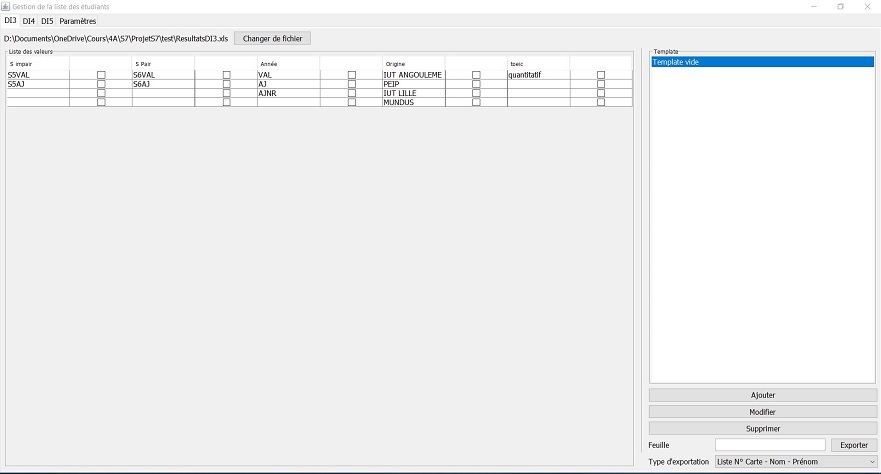 Gestion de la liste des étudiants
DI3 DI4 DI5 Paramètres
D:\Documents\OneDrive\Cours\4A\S7\ProjetS7\test\ResultatsDI3.xls Changer de fichier
Liste des valeurs
S impair S Pair Année Origine toeic
S5VAL S6VAL VAL IUT ANGOULEME quantitatif
S5AJ S6AJ AJ PEIP
AJNR IUT LILLE
MUNDUS
Template
Template vide
Ajouter
Modifier
Supprimer
Feuille Exporter
Type d'exportation Liste N° Carte - Nom - Prénom